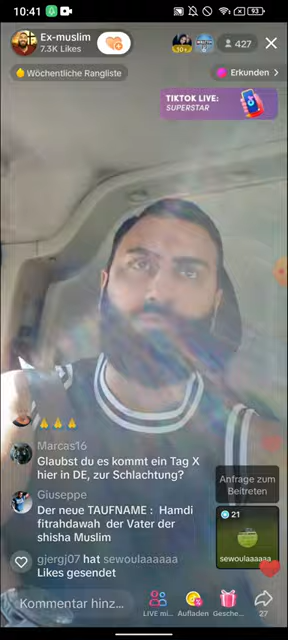 10:41
93
Ex-muslim
7.3K Likes
427
Wöchentliche Rangliste
Erkunden >
TIKTOK LIVE:
SUPERSTAR
Marcas16
Glaubst du es kommt ein Tag X
hier in DE, zur Schlachtung?
Giuseppe
Der neue TAUFNAME : Hamdi
fitrahdawah der Vater der
shisha Muslim
gjergj07 hat sewoulaaaaaa
Likes gesendet
Anfrage zum
Beitreten
21
sewoulaaaaaa
Kommentar hinz...
LIVE mi...
Aufladen
Gesche...
27